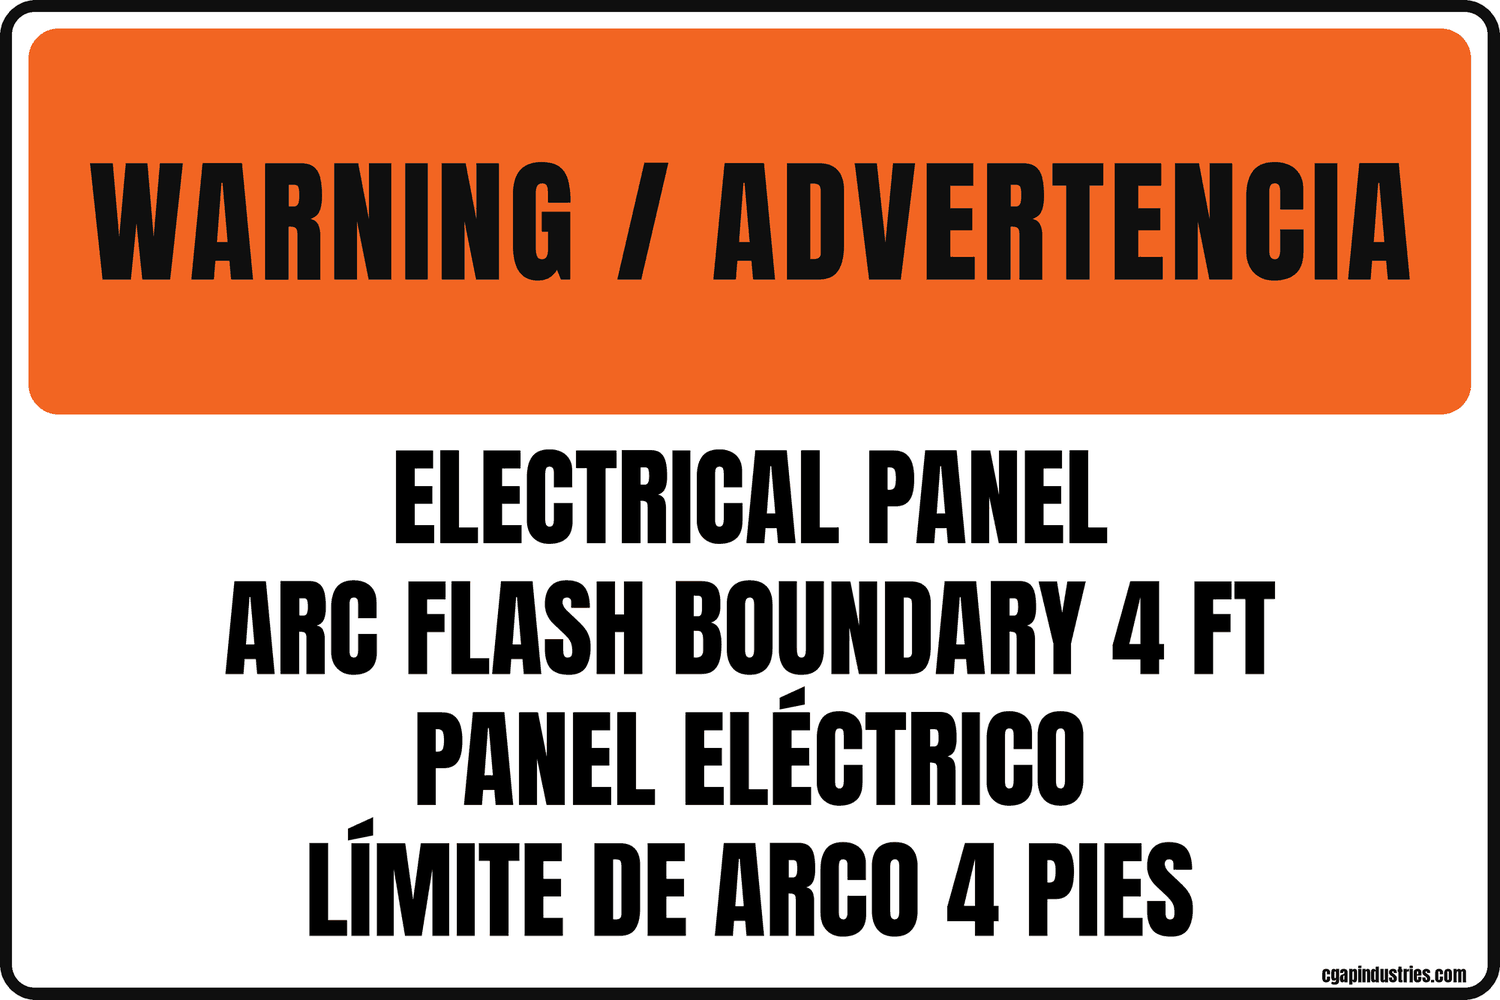 WARNING / ADVERTENCIA
ELECTRICAL PANEL
ARC FLASH BOUNDARY 4 FT
PANEL ELÉCTRICO
LÍMITE DE ARCO 4 PIES
cgapindustries.com